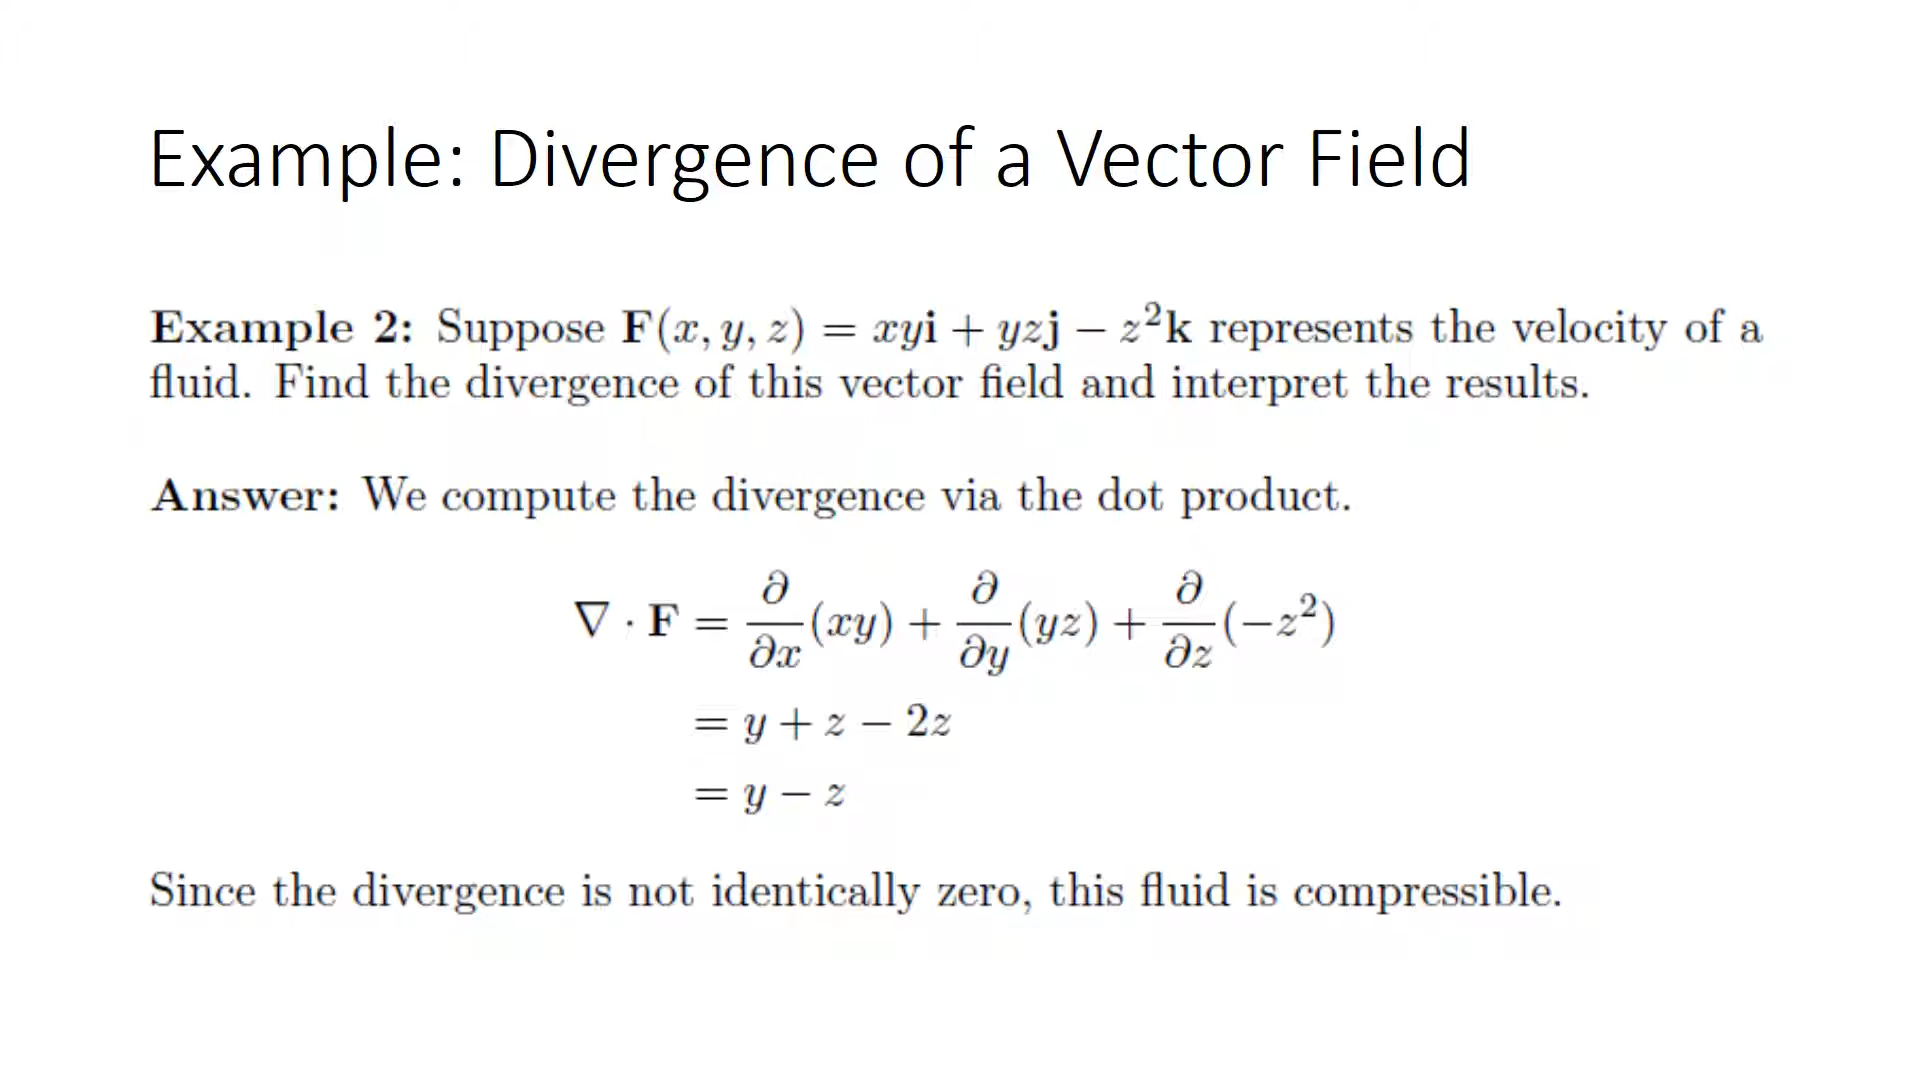 Example: Divergence of a Vector Field
Example 2: Suppose F(x, y, z) = xyi + yzj − z²k represents the velocity of a
fluid. Find the divergence of this vector field and interpret the results.
Answer: We compute the divergence via the dot product.
∇ · F = ∂/∂x (xy) + ∂/∂y (yz) + ∂/∂z (−z²)
= y + z − 2z
= y − z
Since the divergence is not identically zero, this fluid is compressible.